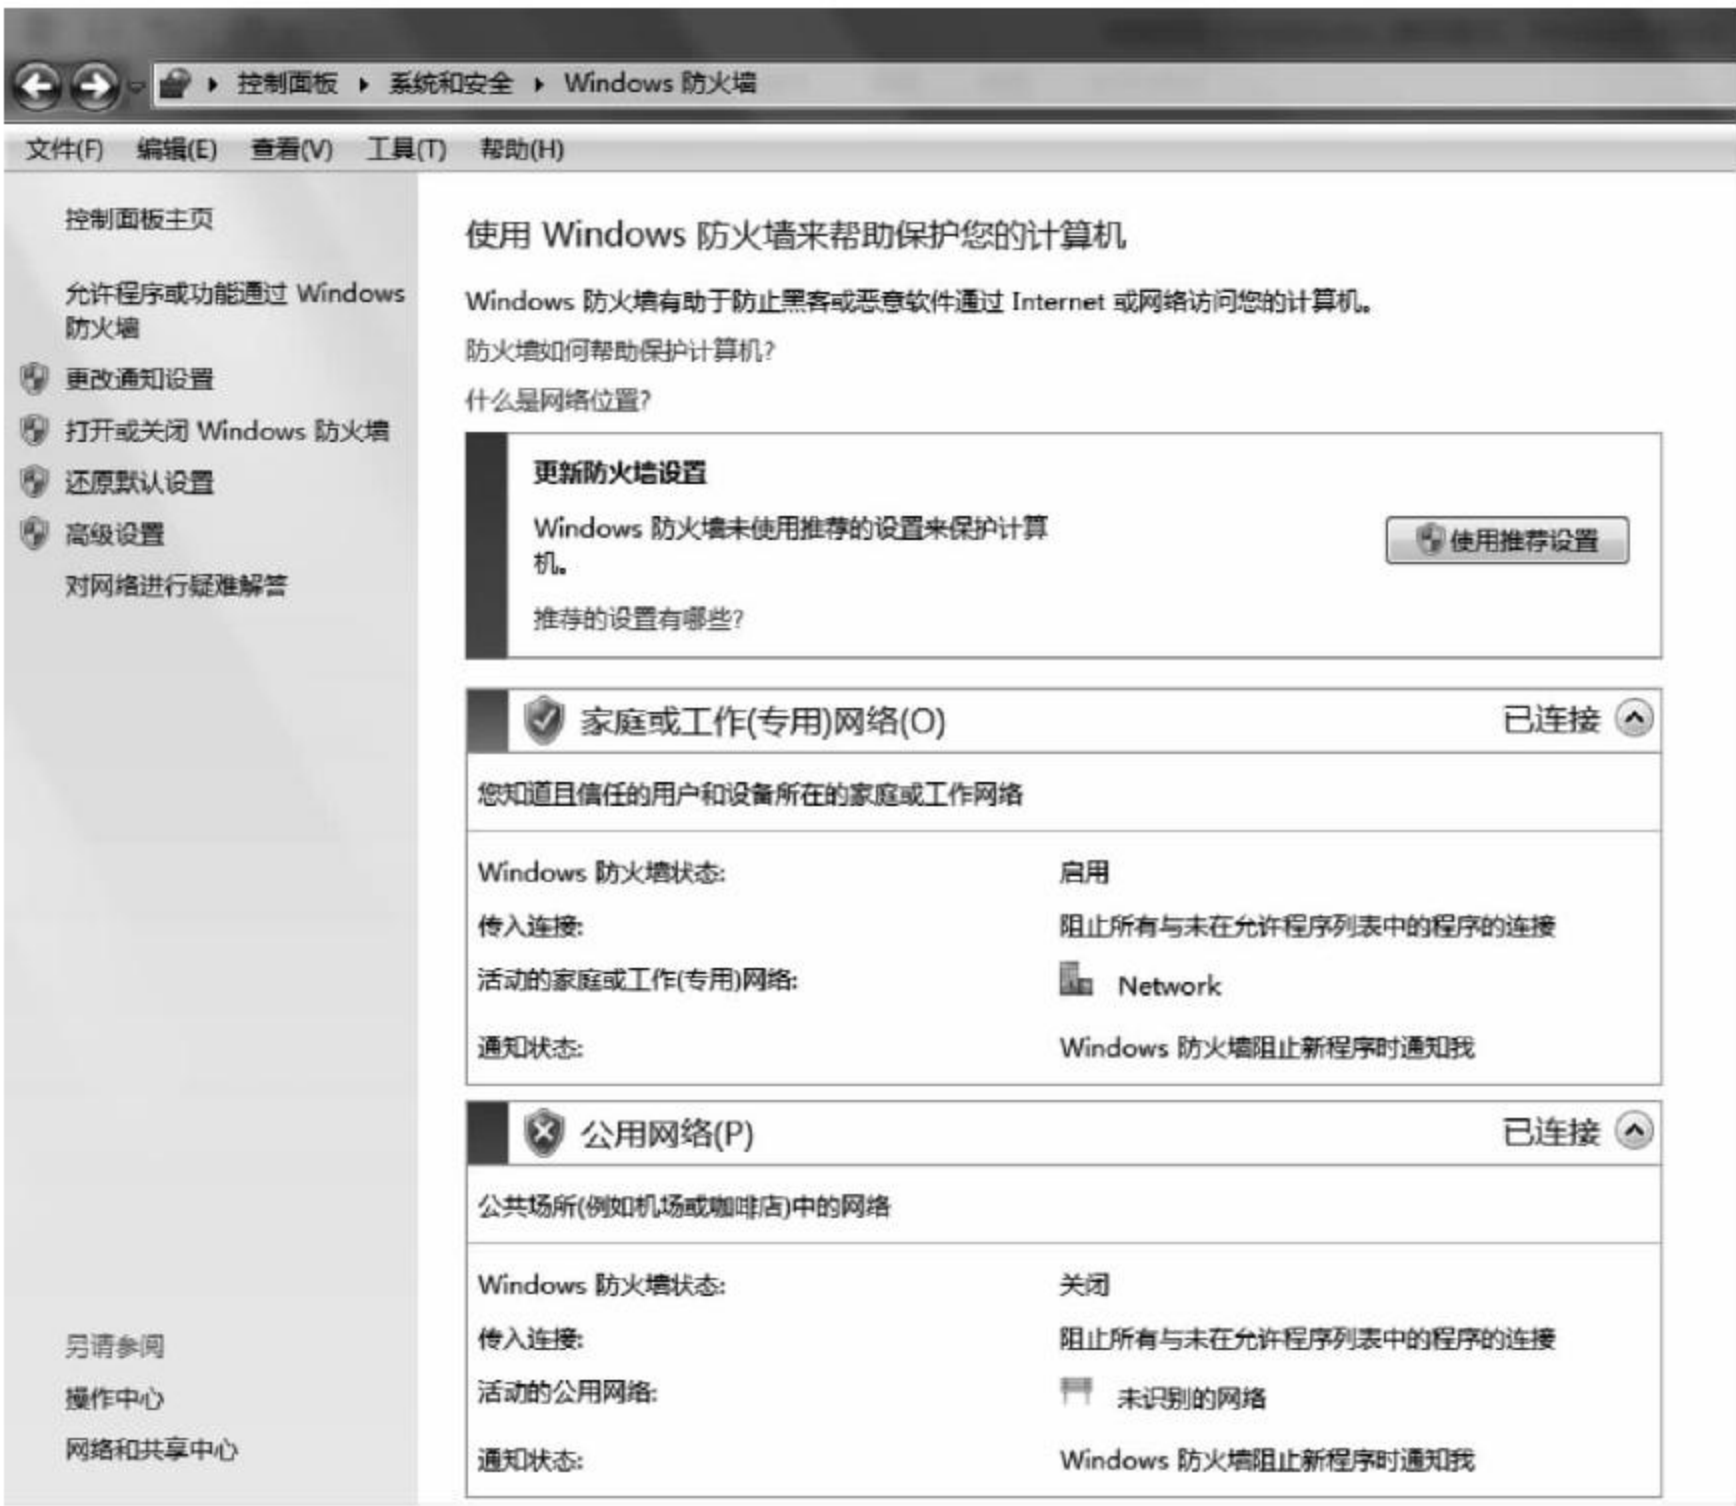 控制面板 ▸ 系统和安全 ▸ Windows 防火墙
文件(F) 编辑(E) 查看(V) 工具(T) 帮助(H)
控制面板主页
允许程序或功能通过 Windows
防火墙
更改通知设置
打开或关闭 Windows 防火墙
还原默认设置
高级设置
对网络进行疑难解答
另请参阅
操作中心
网络和共享中心
使用 Windows 防火墙来帮助保护您的计算机
Windows 防火墙有助于防止黑客或恶意软件通过 Internet 或网络访问您的计算机。
防火墙如何帮助保护计算机?
什么是网络位置?
更新防火墙设置
Windows 防火墙未使用推荐的设置来保护计算
机。
使用推荐设置
推荐的设置有哪些?
家庭或工作(专用)网络(O) 已连接
您知道且信任的用户和设备所在的家庭或工作网络
Windows 防火墙状态: 启用
传入连接: 阻止所有与未在允许程序列表中的程序的连接
活动的家庭或工作(专用)网络: Network
通知状态: Windows 防火墙阻止新程序时通知我
公用网络(P) 已连接
公共场所(例如机场或咖啡店)中的网络
Windows 防火墙状态: 关闭
传入连接: 阻止所有与未在允许程序列表中的程序的连接
活动的公用网络: 未识别的网络
通知状态: Windows 防火墙阻止新程序时通知我